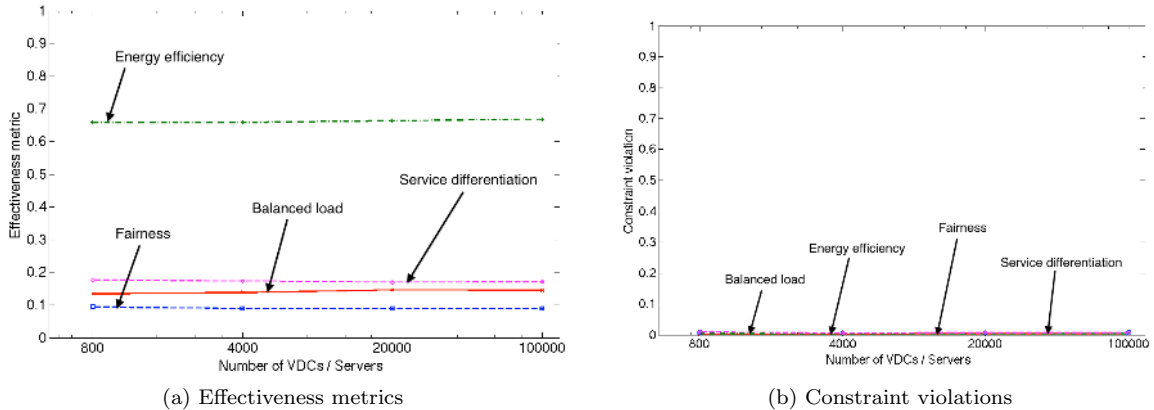 1
0.9
0.8
0.7
0.6
0.5
0.4
0.3
0.2
0.1
0
Effectiveness metric
Energy efficiency
Service differentiation
Balanced load
Fairness
800 4000 20000 100000
Number of VDCs / Servers
(a) Effectiveness metrics
1
0.9
0.8
0.7
0.6
0.5
0.4
0.3
0.2
0.1
0
Constraint violation
Fairness
Energy efficiency
Service differentiation
Balanced load
800 4000 20000 100000
Number of VDCs / Servers
(b) Constraint violations